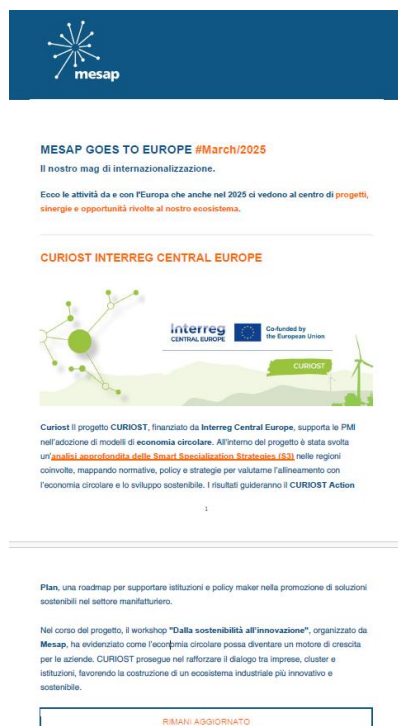 mesap
MESAP GOES TO EUROPE #March/2025
Il nostro mag di internazionalizzazione.
Ecco le attività da e con l'Europa che anche nel 2025 ci vedono al centro di progetti,
sinergie e opportunità rivolte al nostro ecosistema.
CURIOST INTERREG CENTRAL EUROPE
Interreg
CENTRAL EUROPE
Co-funded by
the European Union
CURIOST
Curiost Il progetto CURIOST, finanziato da Interreg Central Europe, supporta le PMI
nell'adozione di modelli di economia circolare. All'interno del progetto è stata svolta
un'analisi approfondita delle Smart Specialization Strategies (S3) nelle regioni
coinvolte, mappando normative, policy e strategie per valutarne l'allineamento con
l'economia circolare e lo sviluppo sostenibile. I risultati guideranno il CURIOST Action
1
Plan, una roadmap per supportare istituzioni e policy maker nella promozione di soluzioni
sostenibili nel settore manifatturiero.
Nel corso del progetto, il workshop "Dalla sostenibilità all'innovazione", organizzato da
Mesap, ha evidenziato come l'economia circolare possa diventare un motore di crescita
per le aziende. CURIOST prosegue nel rafforzare il dialogo tra imprese, cluster e
istituzioni, favorendo la costruzione di un ecosistema industriale più innovativo e
sostenibile.
RIMANI AGGIORNATO